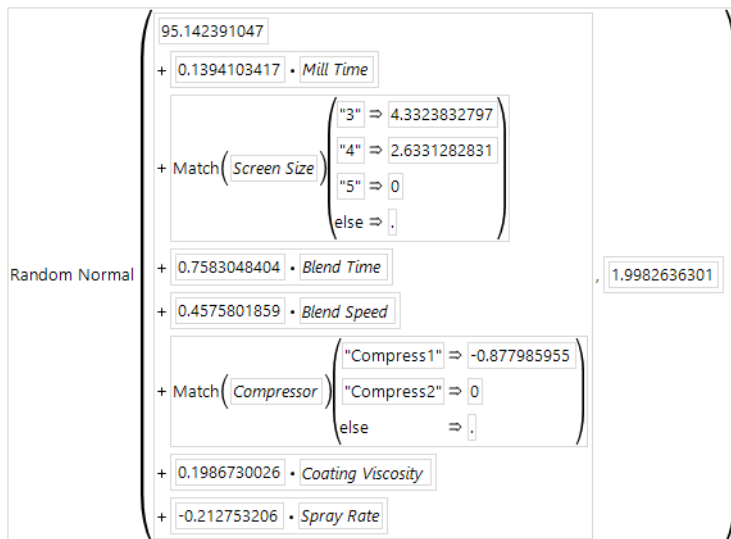 95.142391047
+ 0.1394103417 • Mill Time
"3" ⇒ 4.3323832797
"4" ⇒ 2.6331282831
+ Match(Screen Size)
"5" ⇒ 0
else ⇒ .
Random Normal
+ 0.7583048404 • Blend Time
, 1.9982636301
+ 0.4575801859 • Blend Speed
"Compress1" ⇒ -0.877985955
+ Match(Compressor)
"Compress2" ⇒ 0
else ⇒ .
+ 0.1986730026 • Coating Viscosity
+ -0.212753206 • Spray Rate